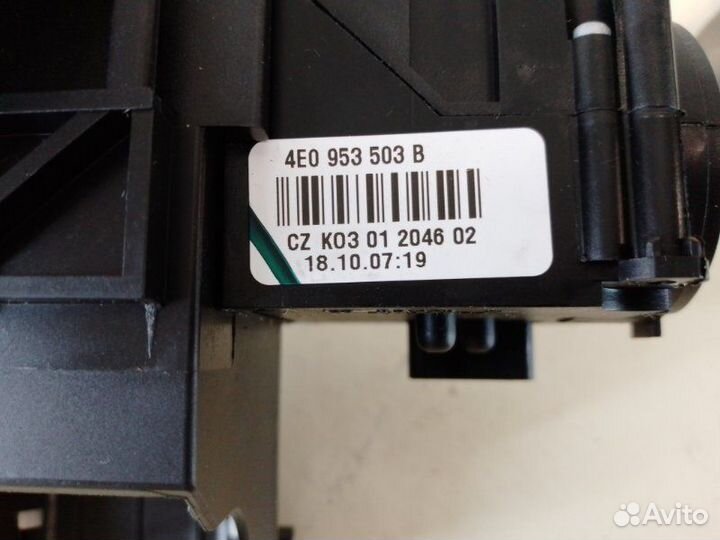 4E0 953 503 B
CZ K03 01 2046 02
18.10.07:19
Avito